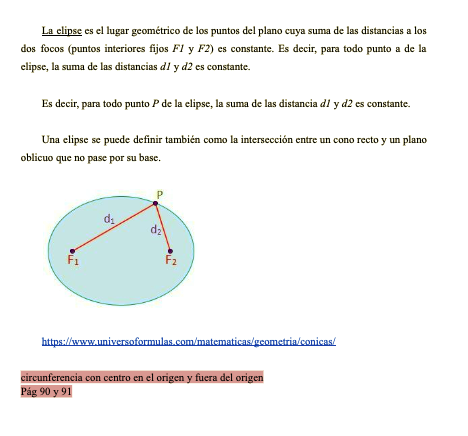 La elipse es el lugar geométrico de los puntos del plano cuya suma de las distancias a los
dos focos (puntos interiores fijos F1 y F2) es constante. Es decir, para todo punto a de la
elipse, la suma de las distancias d1 y d2 es constante.
Es decir, para todo punto P de la elipse, la suma de las distancia d1 y d2 es constante.
Una elipse se puede definir también como la intersección entre un cono recto y un plano
oblicuo que no pase por su base.
P
d1
d2
F1
F2
https://www.universoformulas.com/matematicas/geometria/conicas/
circunferencia con centro en el origen y fuera del origen
Pág 90 y 91